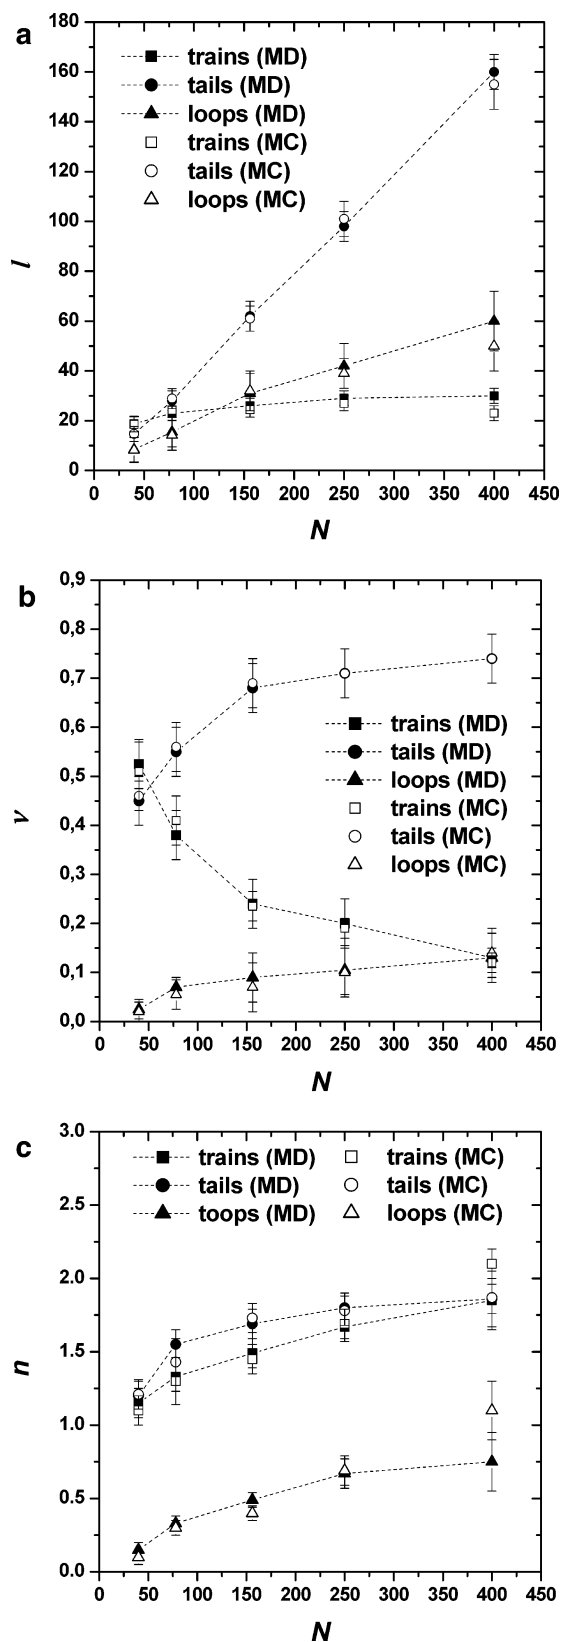 a
180
160
140
120
100
80
60
40
20
0
l
trains (MD)
tails (MD)
loops (MD)
trains (MC)
tails (MC)
loops (MC)
0 50 100 150 200 250 300 350 400 450
N
b
0,9
0,8
0,7
0,6
0,5
0,4
0,3
0,2
0,1
0,0
ν
trains (MD)
tails (MD)
loops (MD)
trains (MC)
tails (MC)
loops (MC)
0 50 100 150 200 250 300 350 400 450
N
c
3.0
2.5
2.0
1.5
1.0
0.5
0.0
n
trains (MD) trains (MC)
tails (MD) tails (MC)
toops (MD) loops (MC)
0 50 100 150 200 250 300 350 400 450
N